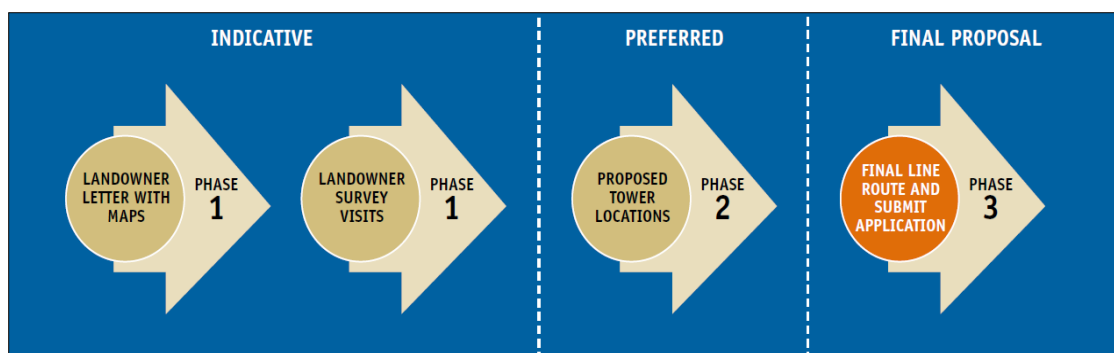 INDICATIVE
PREFERRED
FINAL PROPOSAL
LANDOWNER
LETTER WITH
MAPS
PHASE
1
LANDOWNER
SURVEY
VISITS
PHASE
1
PROPOSED
TOWER
LOCATIONS
PHASE
2
FINAL LINE
ROUTE AND
SUBMIT
APPLICATION
PHASE
3